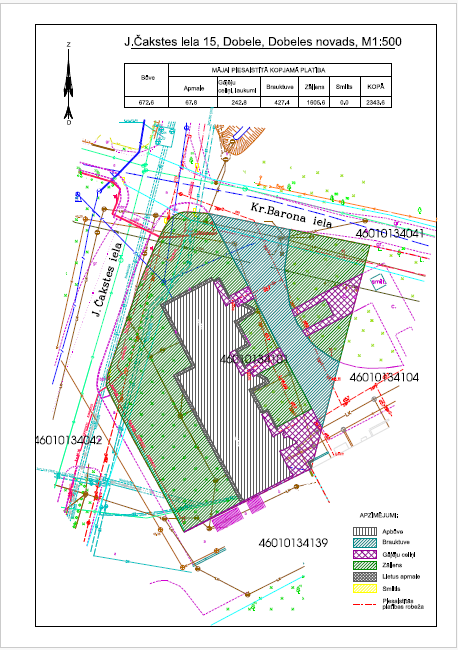 J.Čakstes iela 15, Dobele, Dobeles novads, M1:500
MĀJAI PIESAISTĪTĀ KOPJAMĀ PLATĪBA
Būve
Apmale
Gājēju celiņi, laukumi
Brauktuve
Zāliens
Smilts
KOPĀ
672,6
67,8
242,8
427,4
1605,6
0,0
2343,6
Z
D
Kr.Barona iela
46010134041
J. Čakstes iela
46010134104
46010134042
46010134139
APZĪMĒJUMI:
Apbūve
Brauktuve
Gājēju celiņi
Zāliens
Lietus apmale
Smilts
Piesaistītās
platības robeža